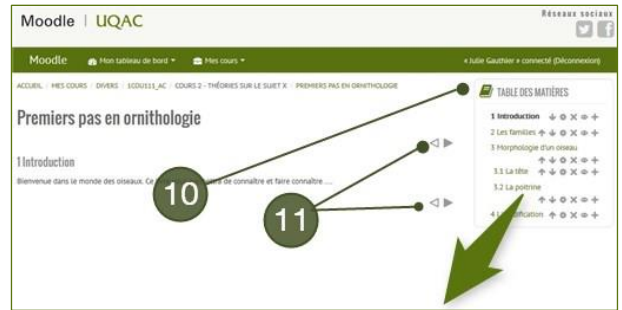 Moodle | UQAC
Réseaux sociaux
Moodle Mon tableau de bord Mes cours « Julie Gauthier » connecté (Déconnexion)
ACCUEIL / MES COURS / DIVERS / 1CDU111_AC / COURS 2 - THÉORIES SUR LE SUJET X / PREMIERS PAS EN ORNITHOLOGIE
Premiers pas en ornithologie
1 Introduction
Bienvenue dans le monde des oiseaux. Ce de connaître et faire connaître ....
10
11
TABLE DES MATIÈRES
1 Introduction
2 Les familles
3 Morphologie d'un oiseau
3.1 La tête
3.2 La poitrine
4